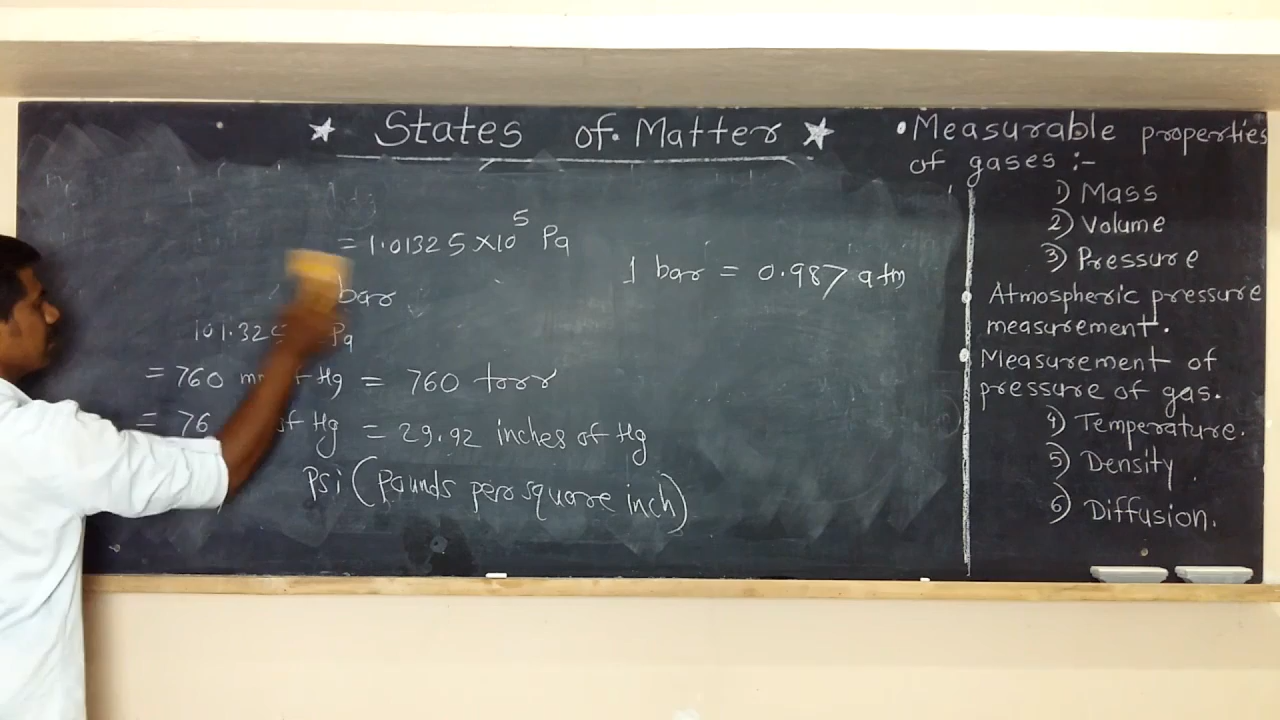 ★ States of Matter ★
= 1.01325 × 10⁵ Pa
bar
1 bar = 0.987 atm
101.325 Pa
= 760 mm of Hg = 760 torr
= 76 of Hg = 29.92 inches of Hg
Psi (Pounds per square inch)
• Measurable properties
of gases :-
1) Mass
2) Volume
3) Pressure
• Atmospheric pressure
measurement.
• Measurement of
pressure of gas.
4) Temperature.
5) Density.
6) Diffusion.